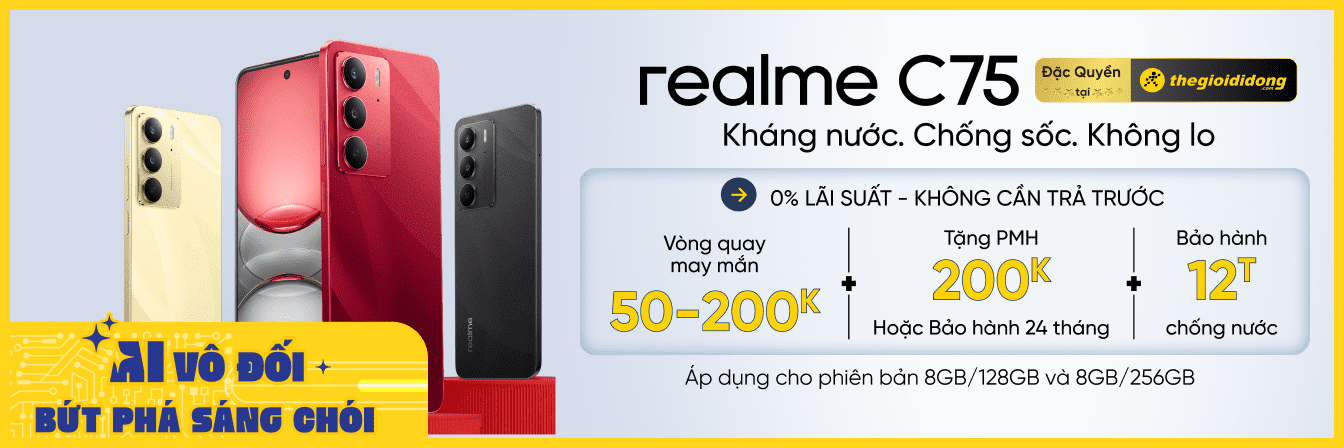 realme C75
Đặc Quyền
tại
thegioididong
.com
Kháng nước. Chống sốc. Không lo
0% LÃI SUẤT - KHÔNG CẦN TRẢ TRƯỚC
Vòng quay
may mắn
50-200K
+
Tặng PMH
200K
Hoặc Bảo hành 24 tháng
+
Bảo hành
12T
chống nước
Áp dụng cho phiên bản 8GB/128GB và 8GB/256GB
realme
AI VÔ ĐỐI
BỨT PHÁ SÁNG CHÓI